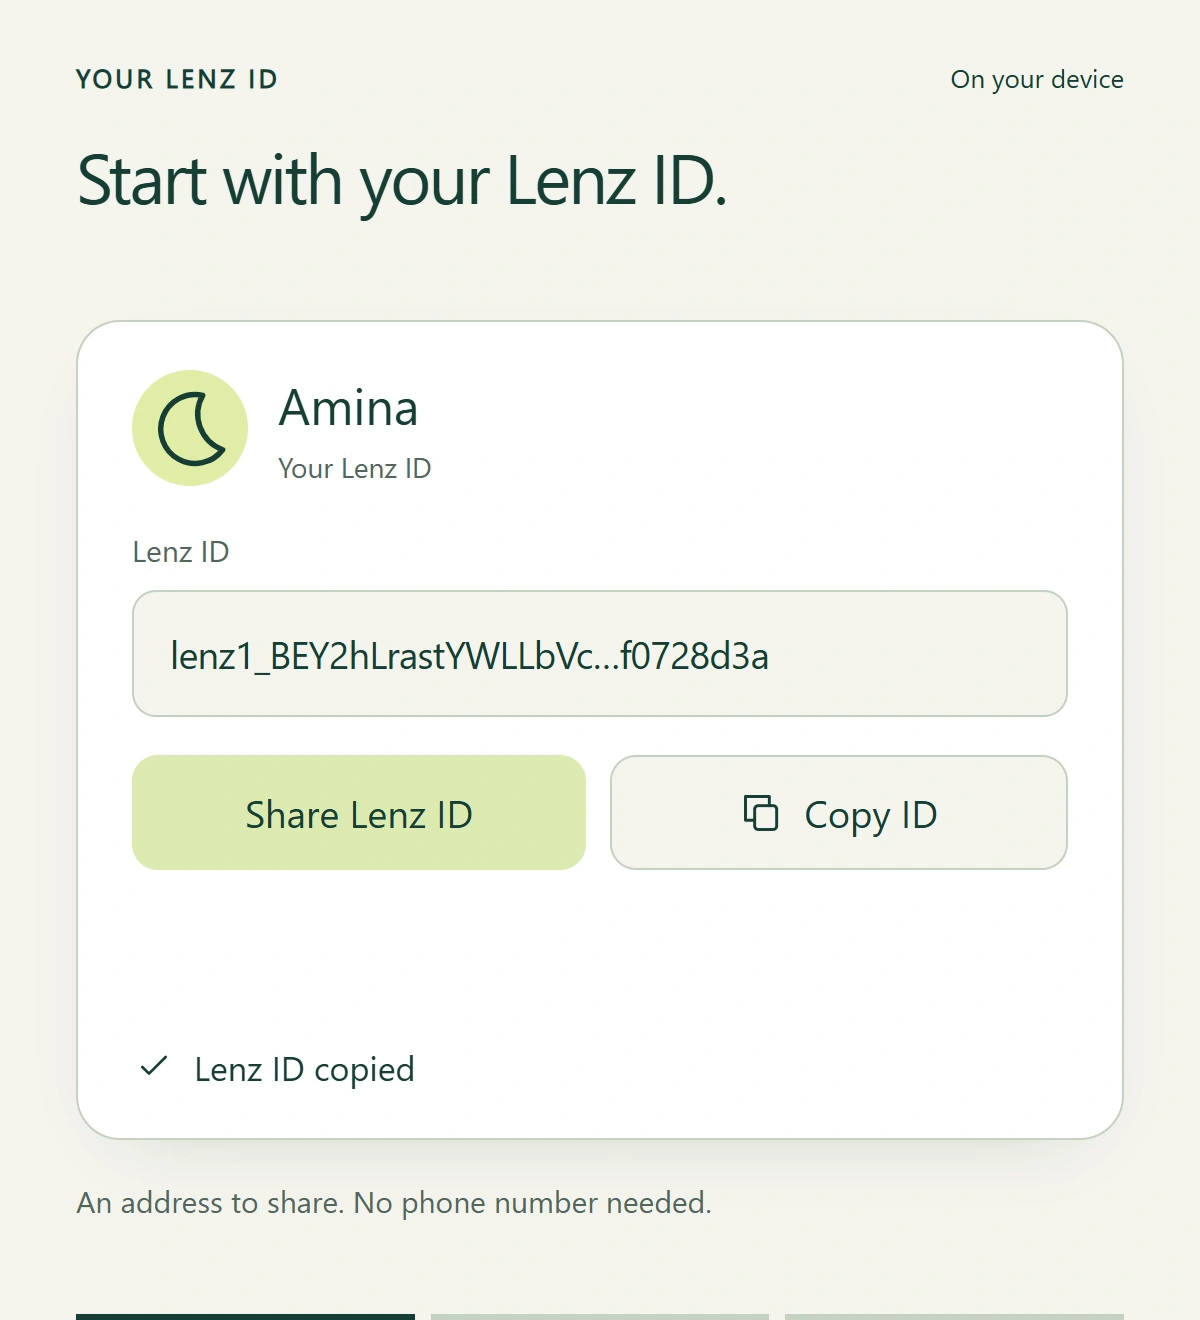 YOUR LENZ ID
On your device
Start with your Lenz ID.
Amina
Your Lenz ID
Lenz ID
lenz1_BEY2hLrastYWLLbVc...f0728d3a
Share Lenz ID
Copy ID
Lenz ID copied
An address to share. No phone number needed.